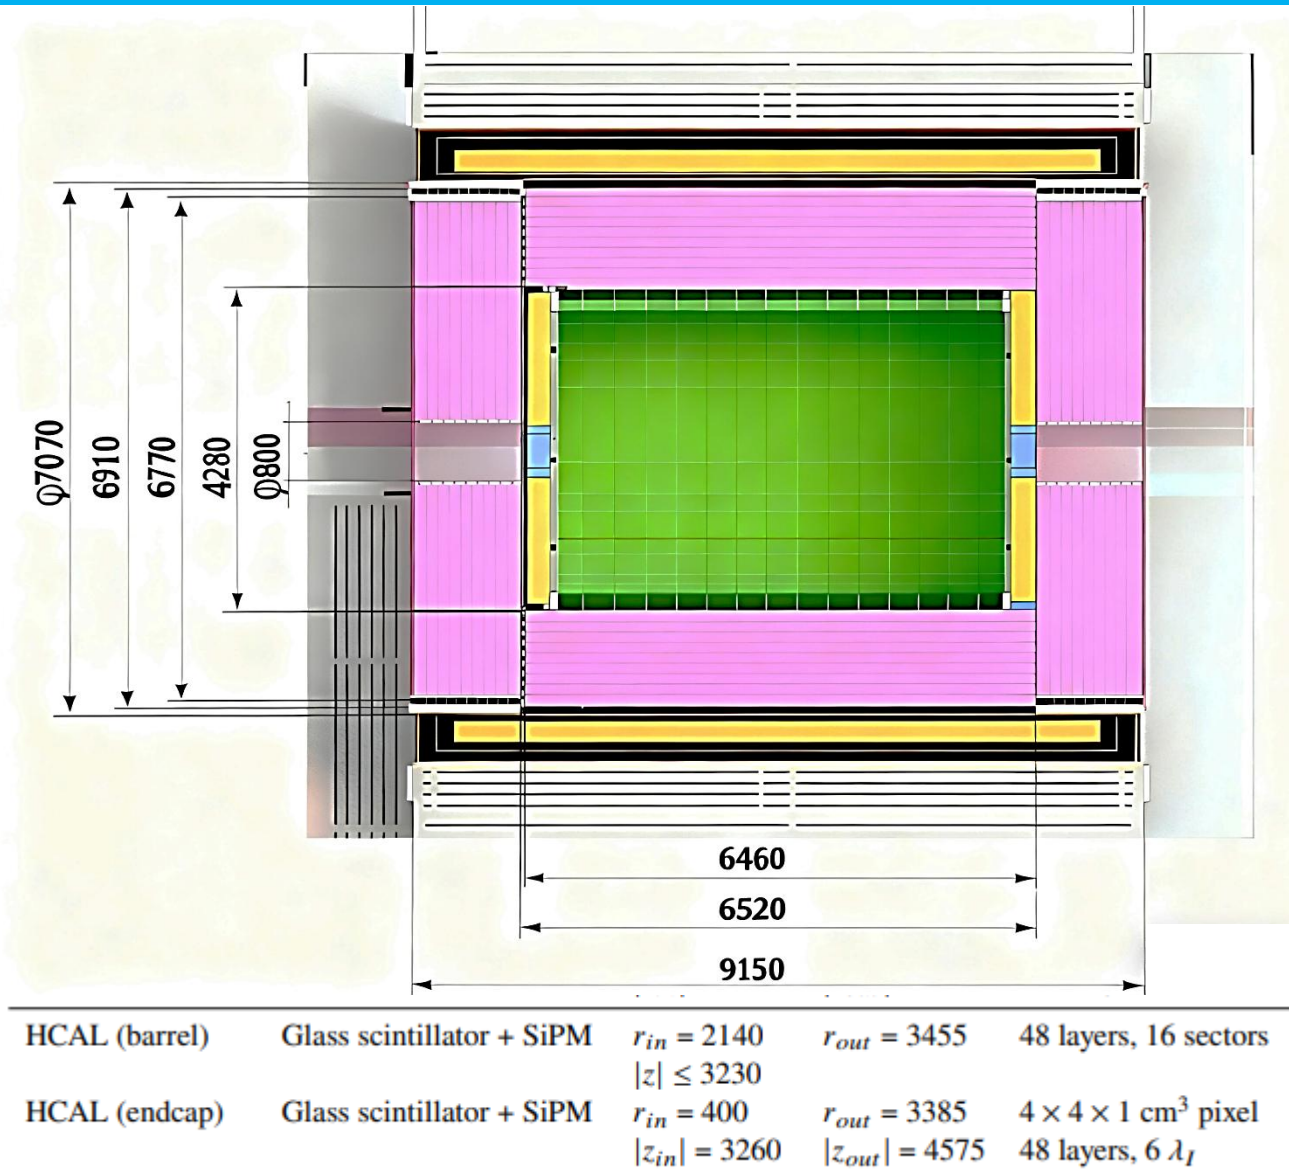 φ7070
6910
6770
4280
φ800
6460
6520
9150
HCAL (barrel) Glass scintillator + SiPM r_in = 2140 r_out = 3455 48 layers, 16 sectors
|z| ≤ 3230
HCAL (endcap) Glass scintillator + SiPM r_in = 400 r_out = 3385 4 × 4 × 1 cm³ pixel
|z_in| = 3260 |z_out| = 4575 48 layers, 6 λ_I